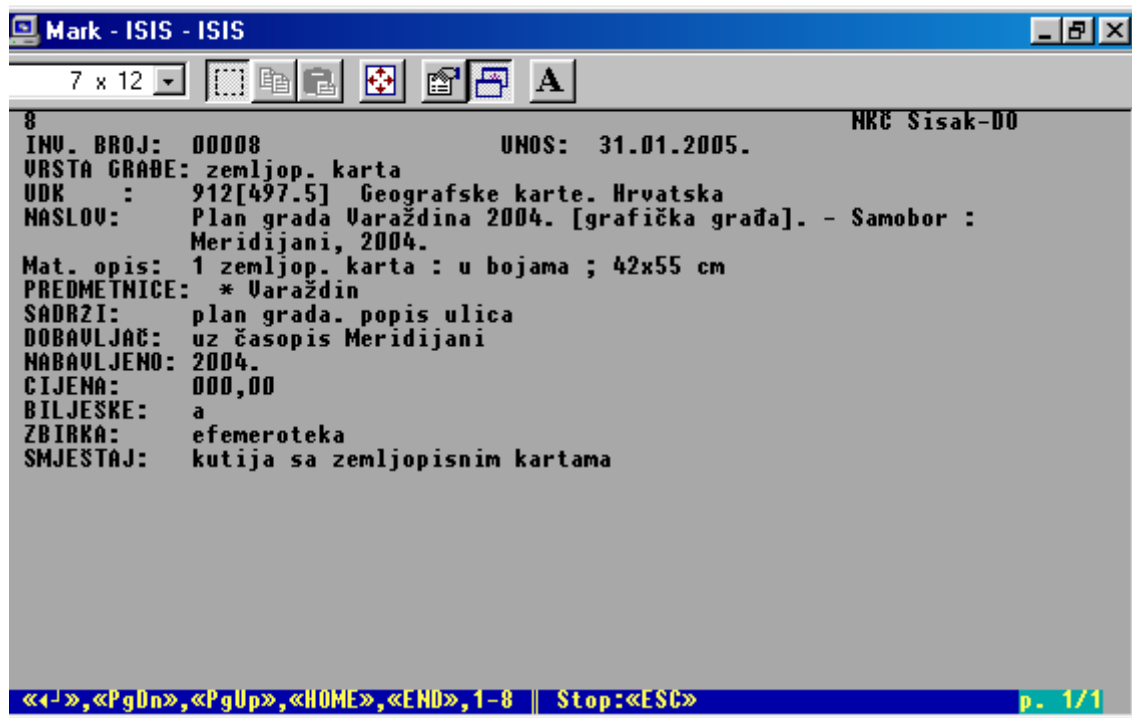 Mark - ISIS - ISIS
7 x 12
A
8 NKČ Sisak-DO
INV. BROJ: 00008 UNOS: 31.01.2005.
VRSTA GRAĐE: zemljop. karta
UDK : 912[497.5] Geografske karte. Hrvatska
NASLOV: Plan grada Varaždina 2004. [grafička građa]. - Samobor :
Meridijani, 2004.
Mat. opis: 1 zemljop. karta : u bojama ; 42x55 cm
PREDMETNICE: * Varaždin
SADRŽI: plan grada. popis ulica
DOBAVLJAČ: uz časopis Meridijani
NABAVLJENO: 2004.
CIJENA: 000,00
BILJEŠKE: a
ZBIRKA: efemeroteka
SMJEŠTAJ: kutija sa zemljopisnim kartama
«◄┘»,«PgDn»,«PgUp»,«HOME»,«END»,1-8 ‖ Stop:«ESC» p. 1/1